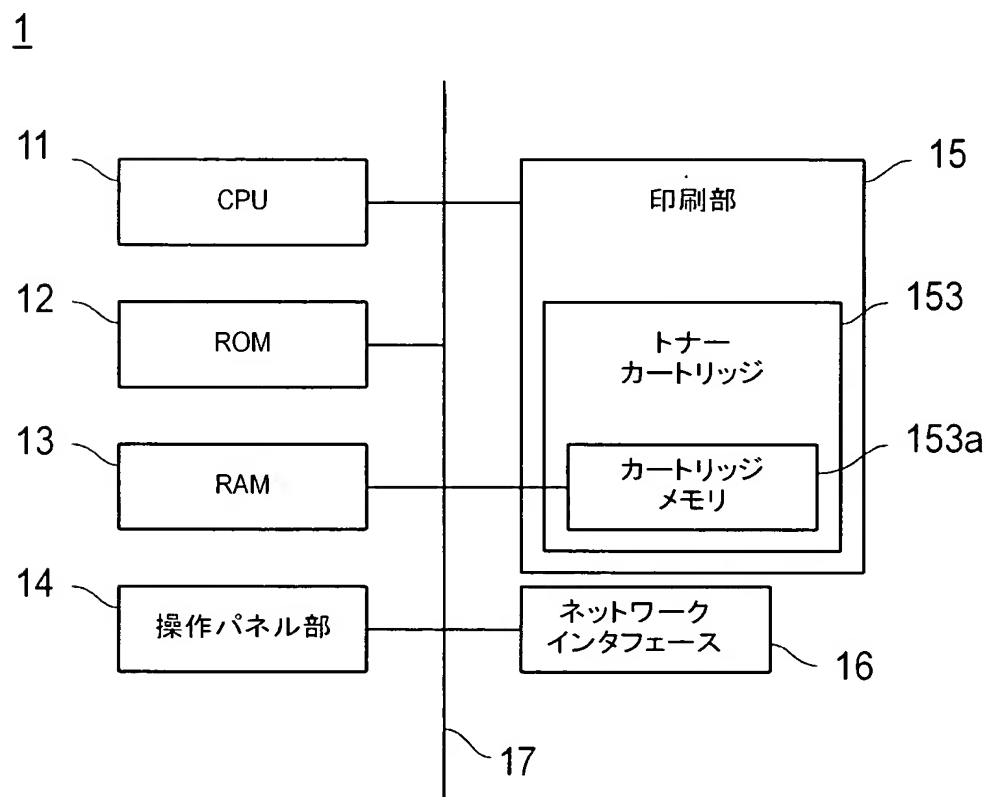 1
11
CPU
15
印刷部
12
ROM
153
トナー
カートリッジ
13
RAM
153a
カートリッジ
メモリ
14
操作パネル部
ネットワーク
インタフェース
16
17